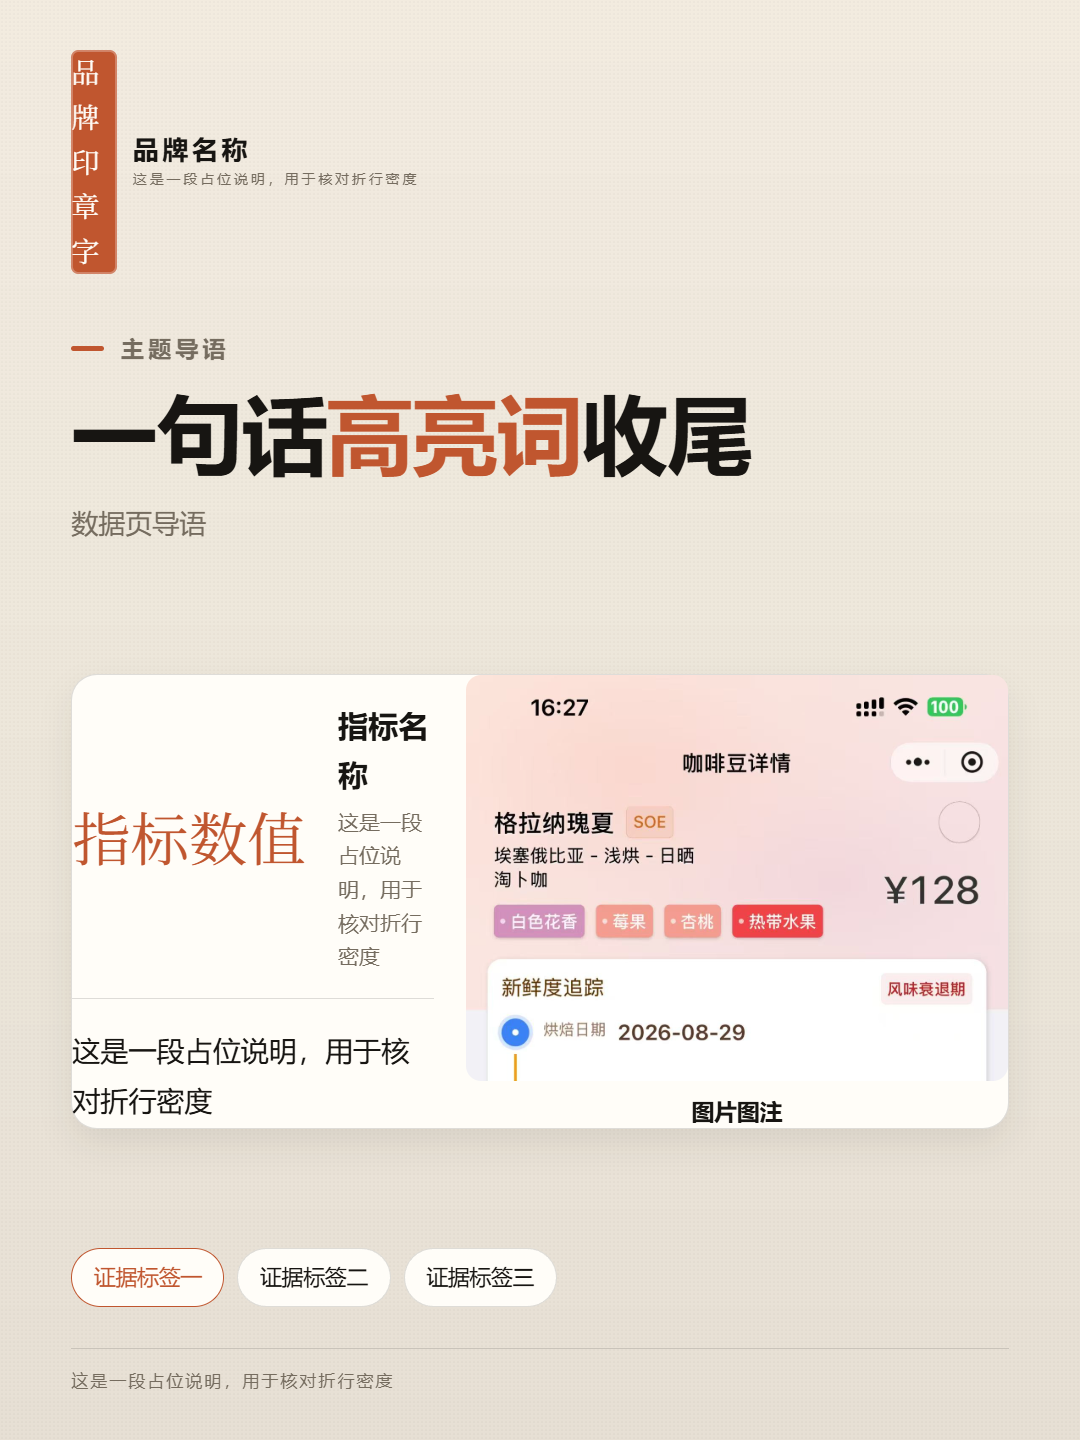 品
牌
印
章
字
品牌名称
这是一段占位说明，用于核对折行密度
主题导语
一句话高亮词收尾
数据页导语
指标数值
指标名
称
这是一段
占位说
明，用于
核对折行
密度
这是一段占位说明，用于核
对折行密度
16:27
100
咖啡豆详情
格拉纳瑰夏 SOE
埃塞俄比亚 - 浅烘 - 日晒
淘卜咖
¥128
白色花香 莓果 杏桃 热带水果
新鲜度追踪 风味衰退期
烘焙日期 2026-08-29
图片图注
证据标签一 证据标签二 证据标签三
这是一段占位说明，用于核对折行密度